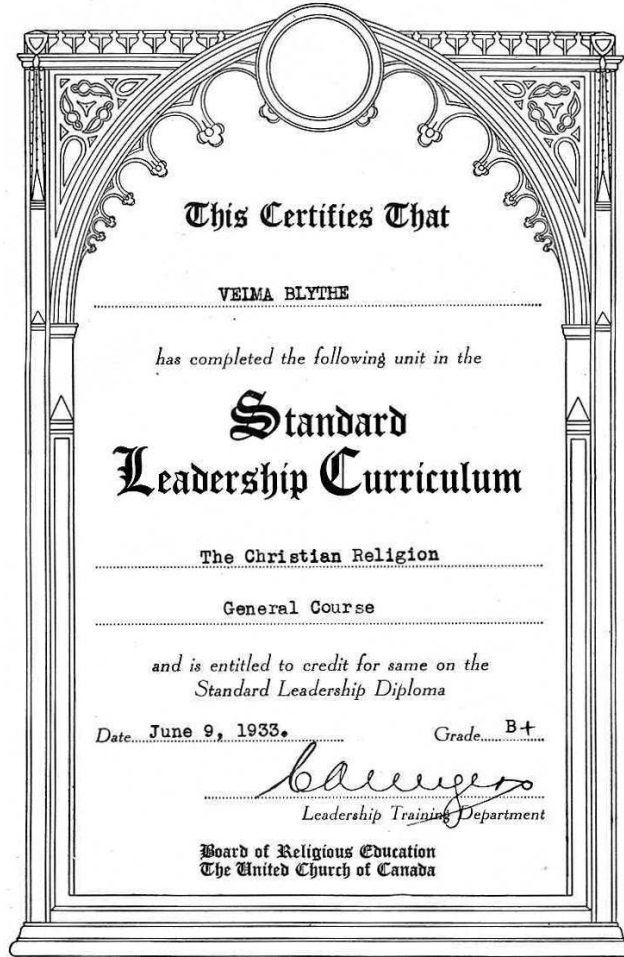 This Certifies That
VELMA BLYTHE
has completed the following unit in the
Standard
Leadership Curriculum
The Christian Religion
General Course
and is entitled to credit for same on the
Standard Leadership Diploma
Date June 9, 1933. Grade B+
Leadership Training Department
Board of Religious Education
The United Church of Canada